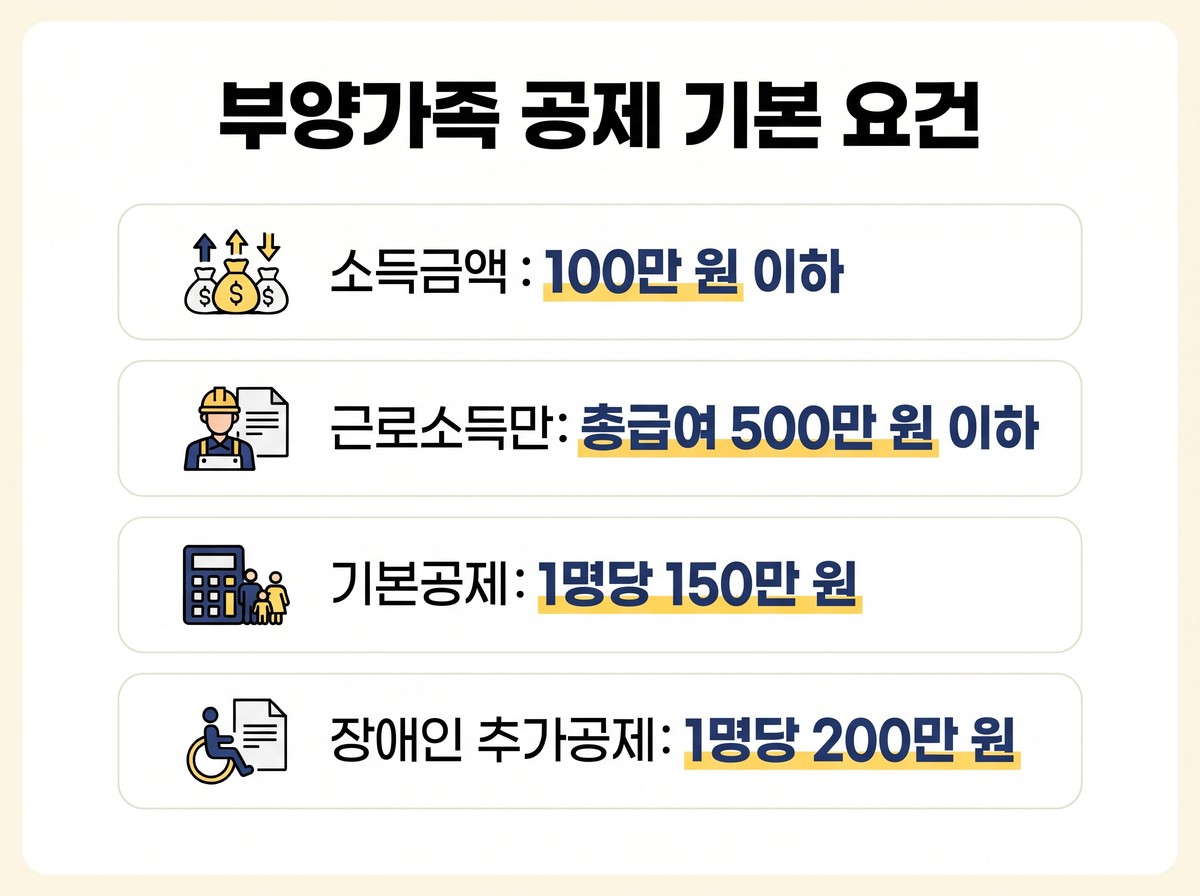 부양가족 공제 기본 요건
소득금액 : 100만 원 이하
근로소득만: 총급여 500만 원 이하
기본공제: 1명당 150만 원
장애인 추가공제: 1명당 200만 원